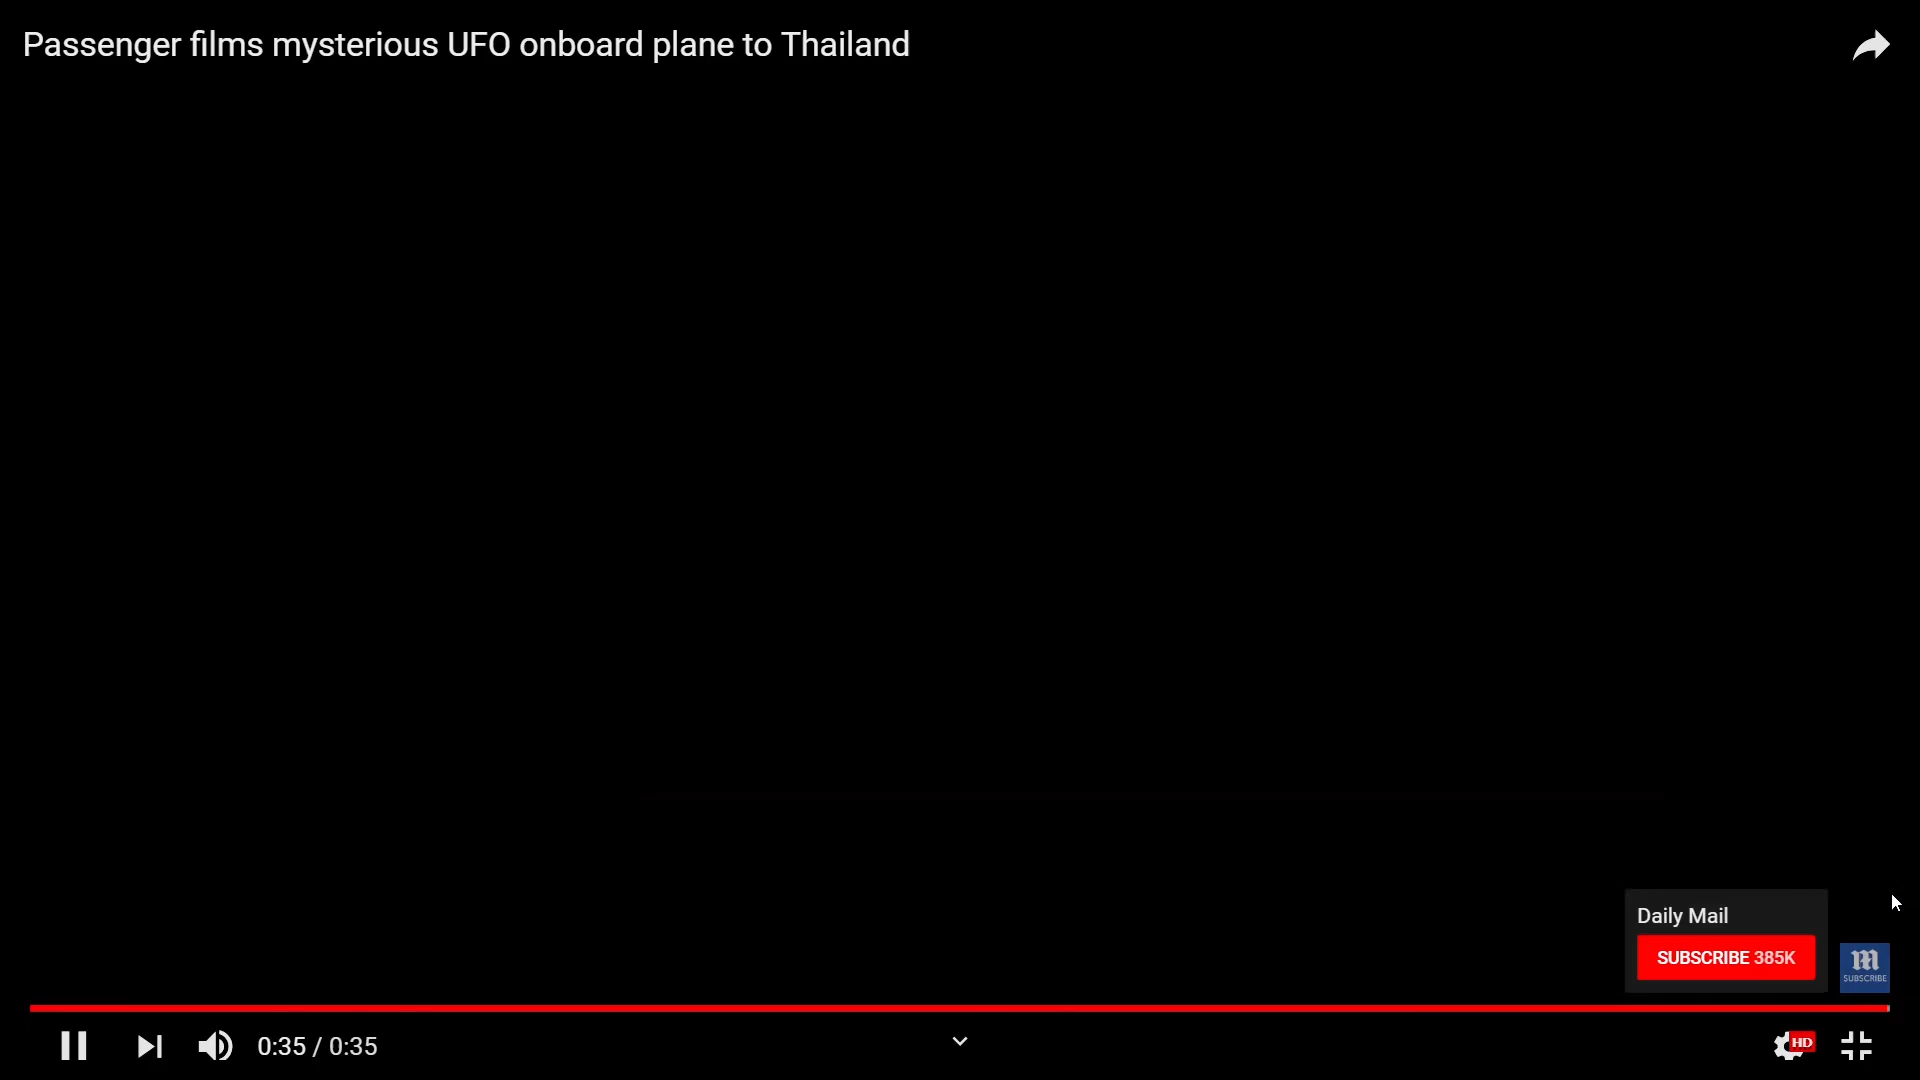 Passenger films mysterious UFO onboard plane to Thailand
Daily Mail
SUBSCRIBE 385K
m
SUBSCRIBE
0:35 / 0:35
HD